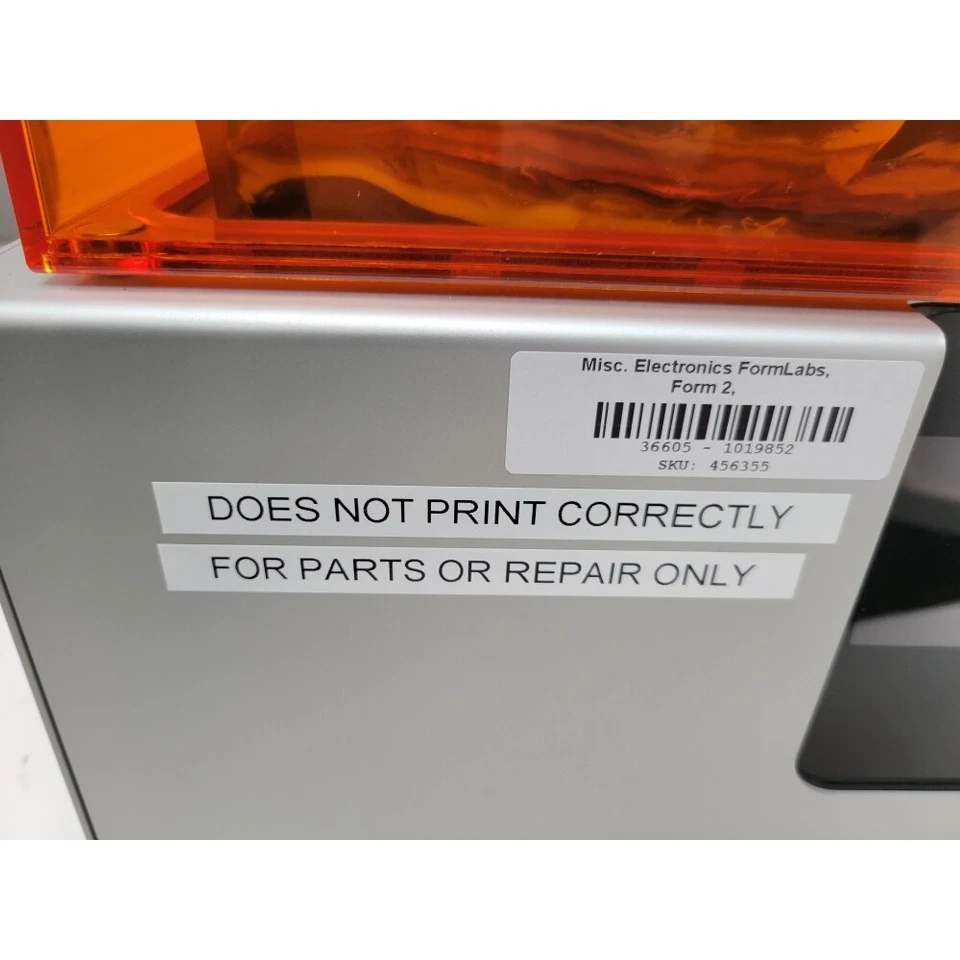 Misc. Electronics FormLabs,
Form 2,
36605 - 1019852
SKU: 456355
DOES NOT PRINT CORRECTLY
FOR PARTS OR REPAIR ONLY